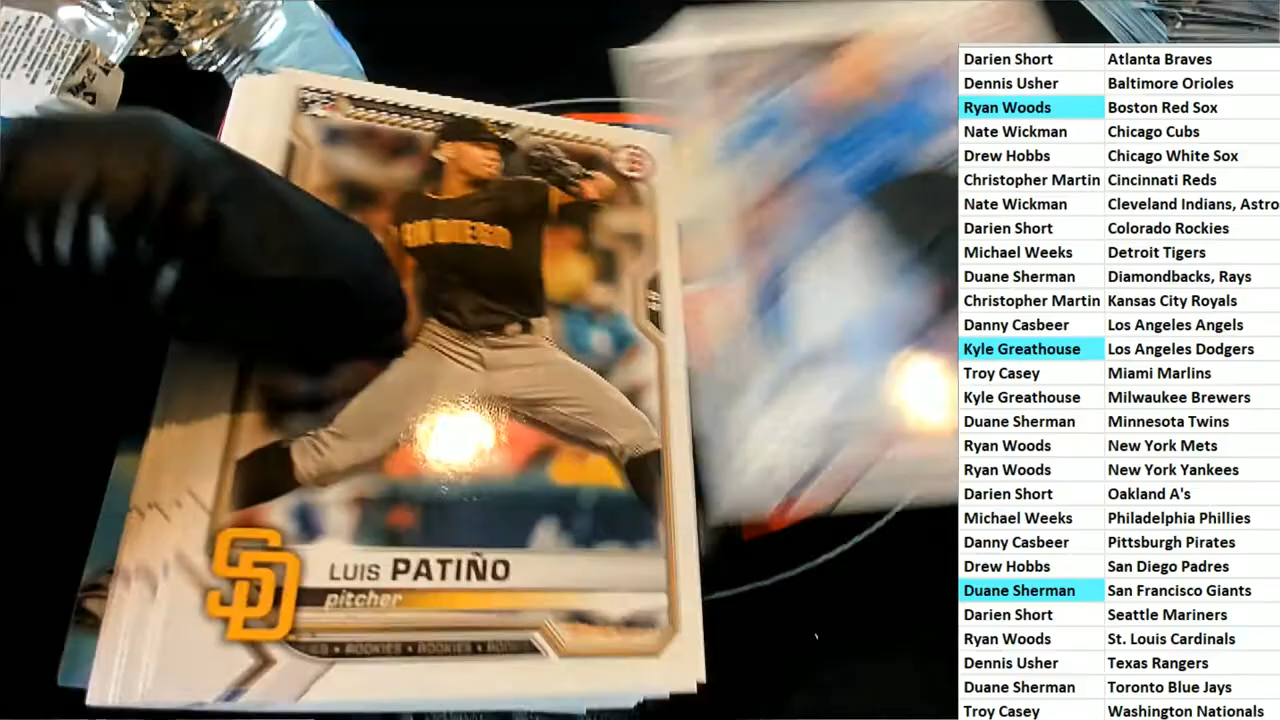 SAN DIEGO
SD
LUIS PATIÑO
pitcher
ROOKIES • ROOKIES
Darien Short Atlanta Braves
Dennis Usher Baltimore Orioles
Ryan Woods Boston Red Sox
Nate Wickman Chicago Cubs
Drew Hobbs Chicago White Sox
Christopher Martin Cincinnati Reds
Nate Wickman Cleveland Indians, Astro
Darien Short Colorado Rockies
Michael Weeks Detroit Tigers
Duane Sherman Diamondbacks, Rays
Christopher Martin Kansas City Royals
Danny Casbeer Los Angeles Angels
Kyle Greathouse Los Angeles Dodgers
Troy Casey Miami Marlins
Kyle Greathouse Milwaukee Brewers
Duane Sherman Minnesota Twins
Ryan Woods New York Mets
Ryan Woods New York Yankees
Darien Short Oakland A's
Michael Weeks Philadelphia Phillies
Danny Casbeer Pittsburgh Pirates
Drew Hobbs San Diego Padres
Duane Sherman San Francisco Giants
Darien Short Seattle Mariners
Ryan Woods St. Louis Cardinals
Dennis Usher Texas Rangers
Duane Sherman Toronto Blue Jays
Troy Casey Washington Nationals